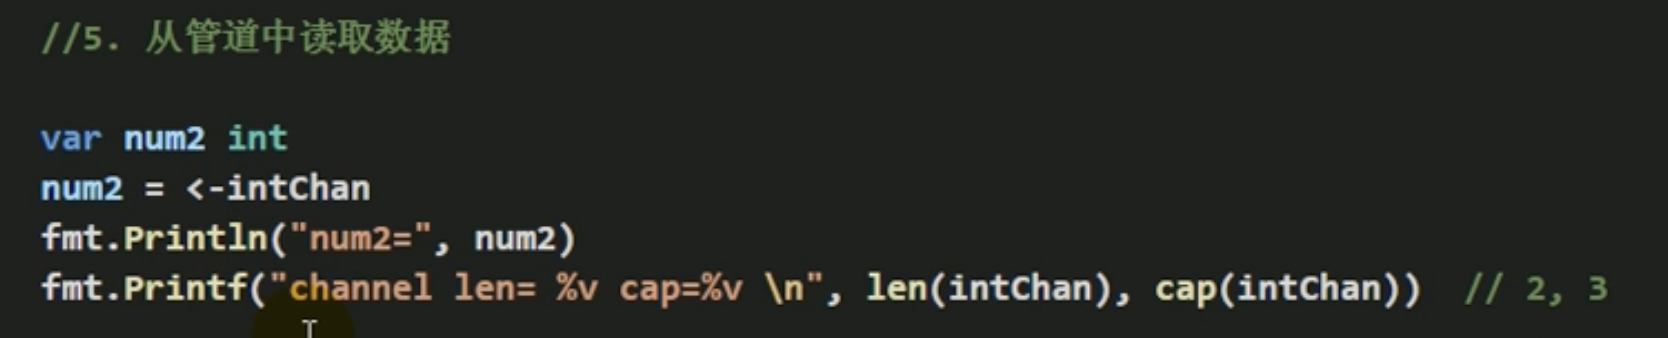 //5. 从管道中读取数据
var num2 int
num2 = <-intChan
fmt.Println("num2=", num2)
fmt.Printf("channel len= %v cap=%v \n", len(intChan), cap(intChan))  // 2, 3